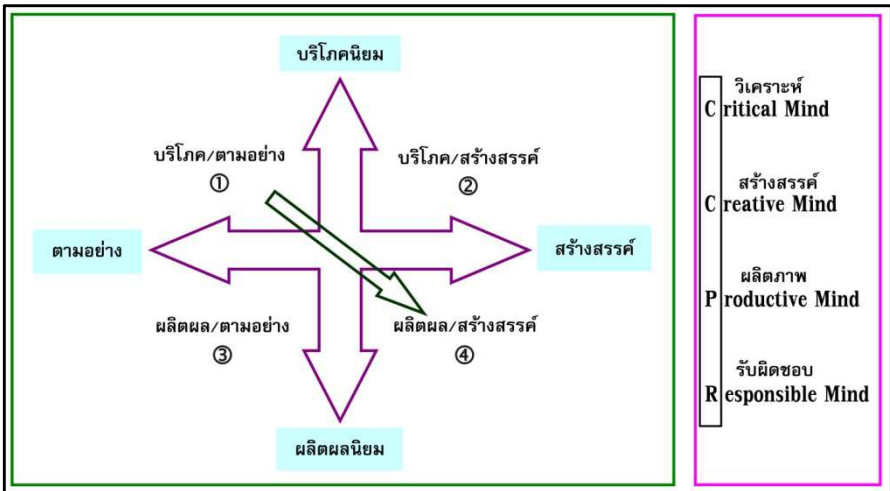 บริโภคนิยม
บริโภค/ตามอย่าง
①
บริโภค/สร้างสรรค์
②
ตามอย่าง
สร้างสรรค์
ผลิตผล/ตามอย่าง
③
ผลิตผล/สร้างสรรค์
④
ผลิตผลนิยม
วิเคราะห์
Critical Mind
สร้างสรรค์
Creative Mind
ผลิตภาพ
Productive Mind
รับผิดชอบ
Responsible Mind